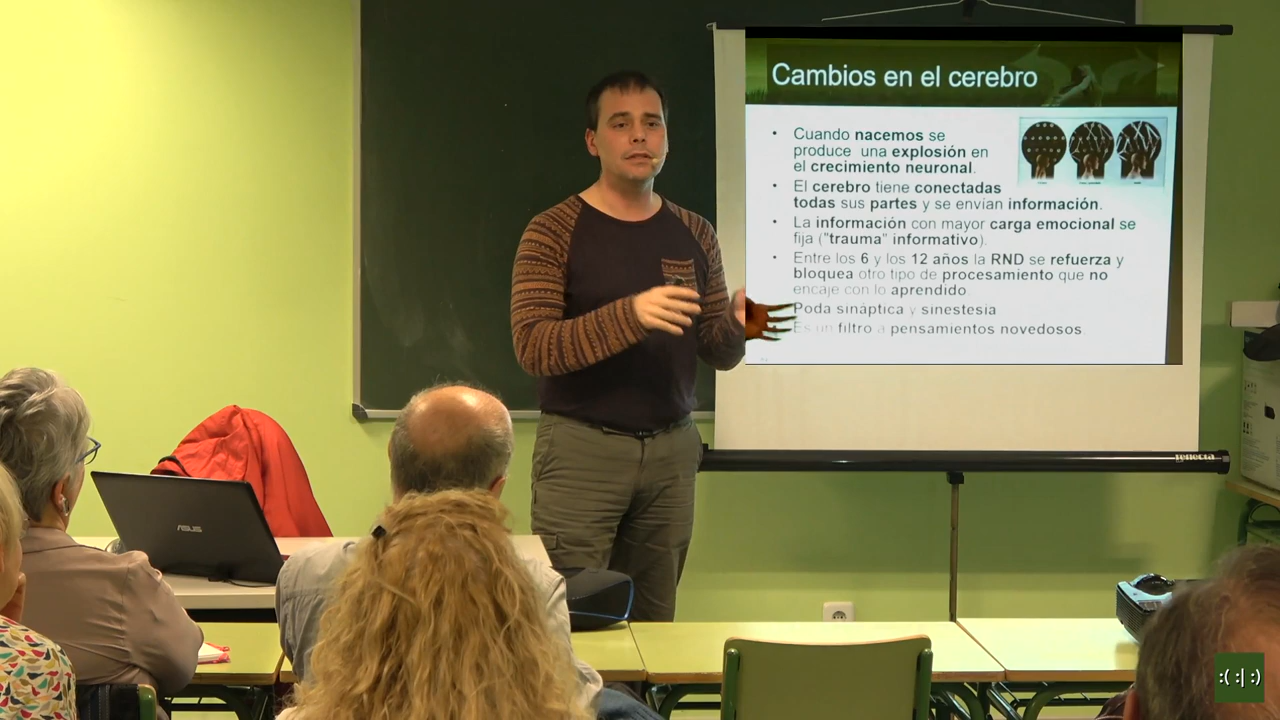 Cambios en el cerebro
• Cuando nacemos se
produce una explosión en
el crecimiento neuronal.
• El cerebro tiene conectadas
todas sus partes y se envían información.
• La información con mayor carga emocional se
fija ("trauma" informativo).
• Entre los 6 y los 12 años la RND se refuerza y
bloquea otro tipo de procesamiento que no
encaje con lo aprendido
Poda sináptica y sinestesia
Es un filtro a pensamientos novedosos
ASUS
:( :| :)